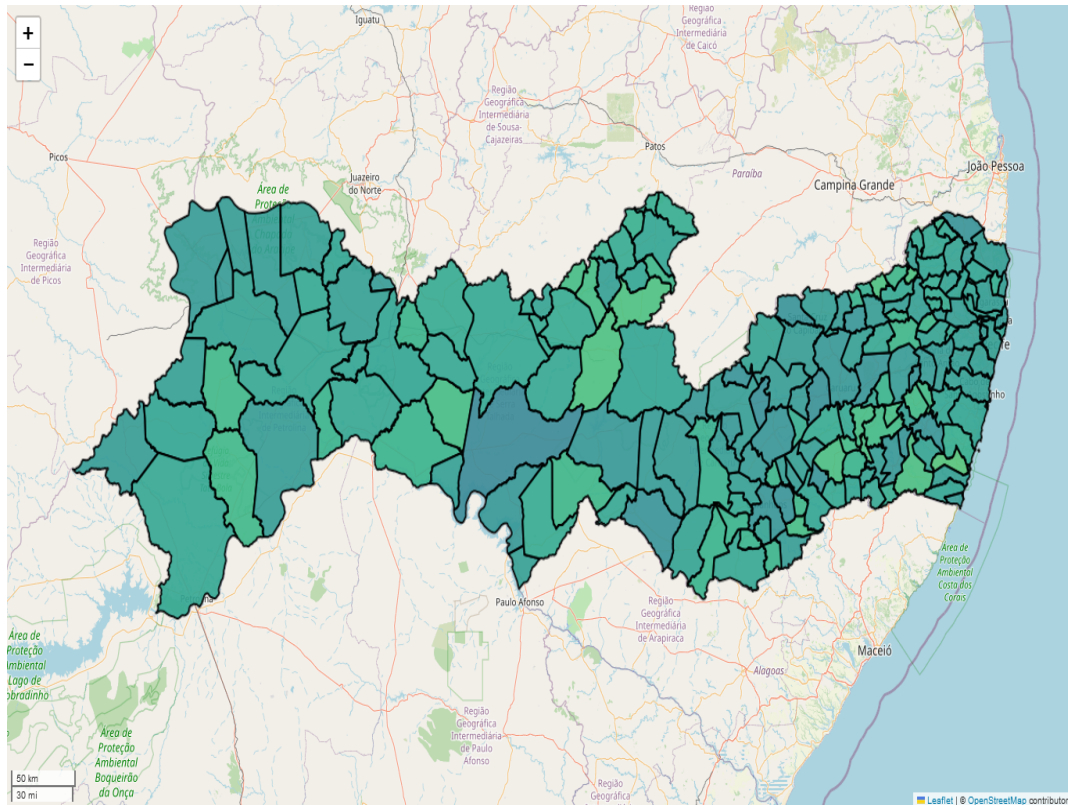 +
−
Iguatu
Região
Geográfica
Intermediária
de Caicó
Região
Geográfica
Intermediária
de Sousa-
Cajazeiras
Picos
Patos
Juazeiro
do Norte
Área de
Paraíba
João Pessoa
Campina Grande
Região
Geográfica
Intermediária
de Picos
Paulo Afonso
Região
Geográfica
Intermediária
de Arapiraca
Área de
Proteção
Ambiental
Costa dos
Corais
Maceió
Alagoas
Área de
Proteção
Ambiental
Lago de
Sobradinho
Região
Geográfica
Intermediária
de Paulo
Afonso
Área de
Proteção
Ambiental
Boqueirão
da Onça
Região
Geográfica
Intermediária
50 km
30 mi
Leaflet | © OpenStreetMap contributor